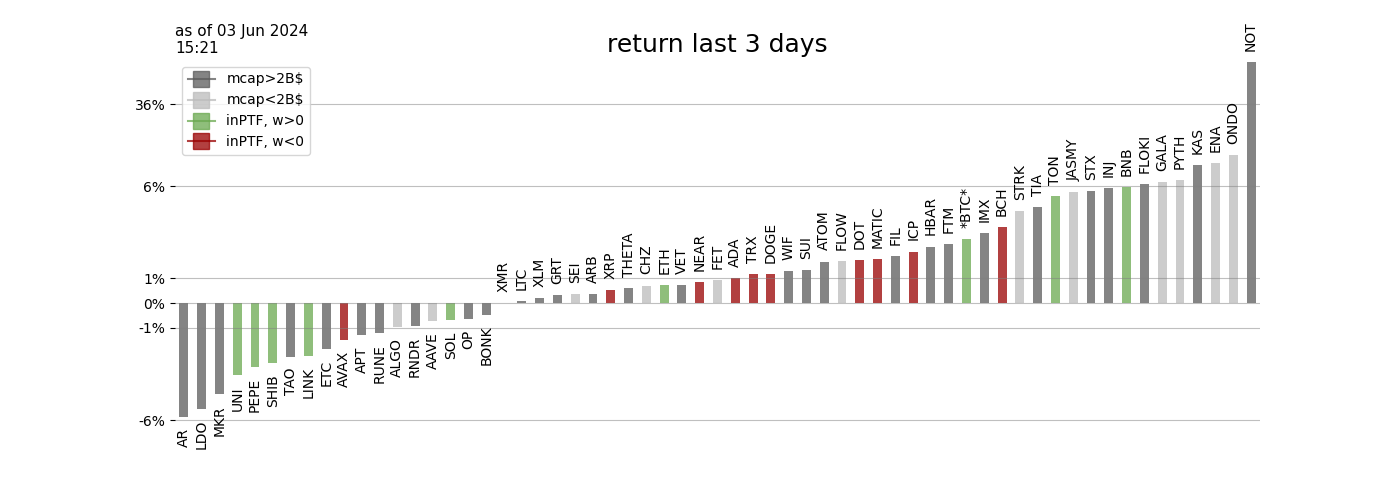 as of 03 Jun 2024
15:21
return last 3 days
mcap>2B$
mcap<2B$
inPTF, w>0
inPTF, w<0
36%
6%
1%
0%
-1%
-6%
AR
LDO
MKR
UNI
PEPE
SHIB
TAO
LINK
ETC
AVAX
APT
RUNE
ALGO
RNDR
AAVE
SOL
OP
BONK
XMR
LTC
XLM
GRT
SEI
ARB
XRP
THETA
CHZ
ETH
VET
NEAR
FET
ADA
TRX
DOGE
WIF
SUI
ATOM
FLOW
DOT
MATIC
FIL
ICP
HBAR
FTM
*BTC*
IMX
BCH
STRK
TIA
TON
JASMY
STX
INJ
BNB
FLOKI
GALA
PYTH
KAS
ENA
ONDO
NOT